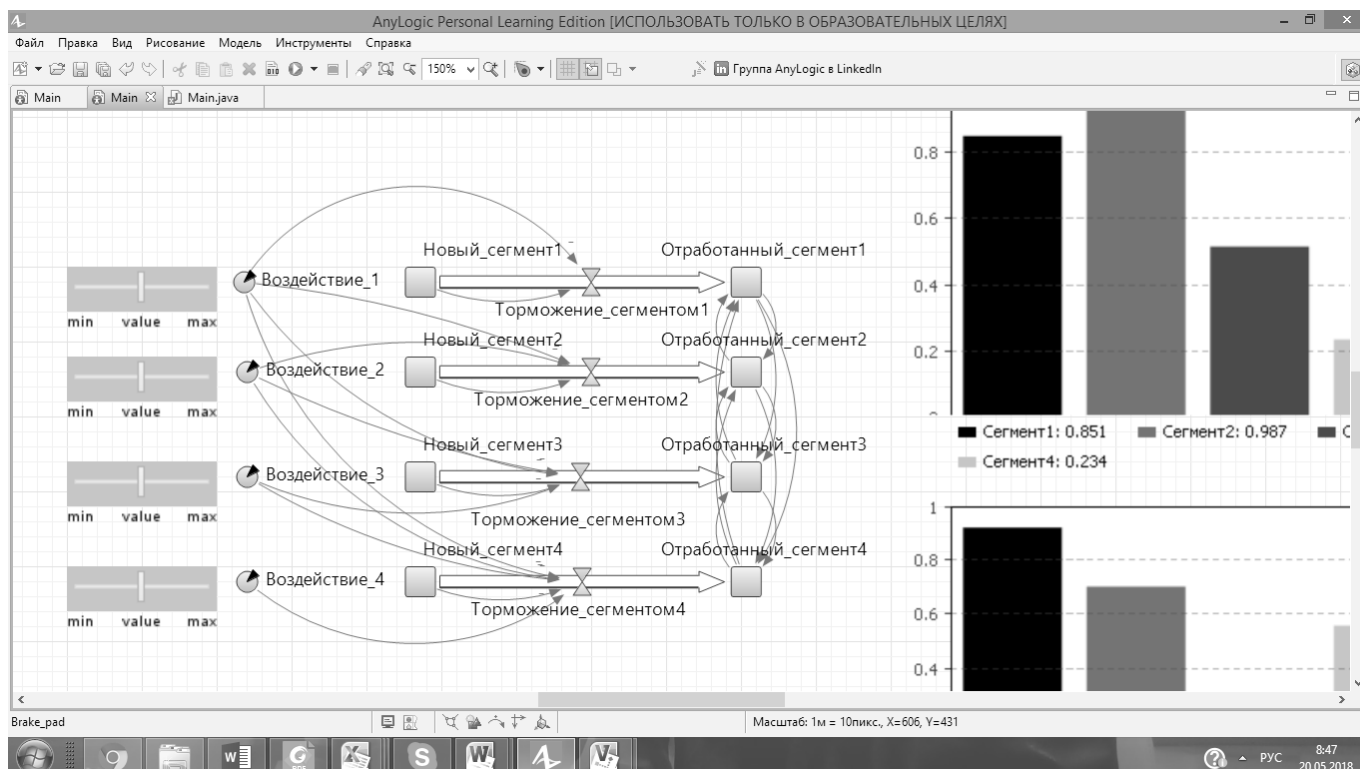 AnyLogic Personal Learning Edition [ИСПОЛЬЗОВАТЬ ТОЛЬКО В ОБРАЗОВАТЕЛЬНЫХ ЦЕЛЯХ]
Файл Правка Вид Рисование Модель Инструменты Справка
150% Группа AnyLogic в LinkedIn
Main Main Main.java
Новый_сегмент1 Отработанный_сегмент1
Воздействие_1
Торможение_сегментом1
min value max
Новый_сегмент2 Отработанный_сегмент2
Воздействие_2
Торможение_сегментом2
min value max
Новый_сегмент3 Отработанный_сегмент3
Воздействие_3
Торможение_сегментом3
min value max
Новый_сегмент4 Отработанный_сегмент4
Воздействие_4
Торможение_сегментом4
min value max
0.8
0.6
0.4
0.2
Сегмент1: 0.851 Сегмент2: 0.987
Сегмент4: 0.234
1
0.8
0.6
0.4
Brake_pad Масштаб: 1м = 10пикс., X=606, Y=431
РУС 8:47
20.05.2018